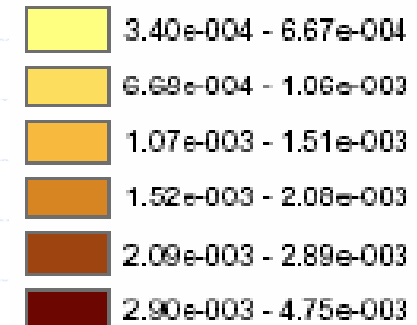 3.40e-004 - 6.67e-004
6.68e-004 - 1.06e-003
1.07e-003 - 1.51e-003
1.52e-003 - 2.08e-003
2.09e-003 - 2.89e-003
2.90e-003 - 4.75e-003